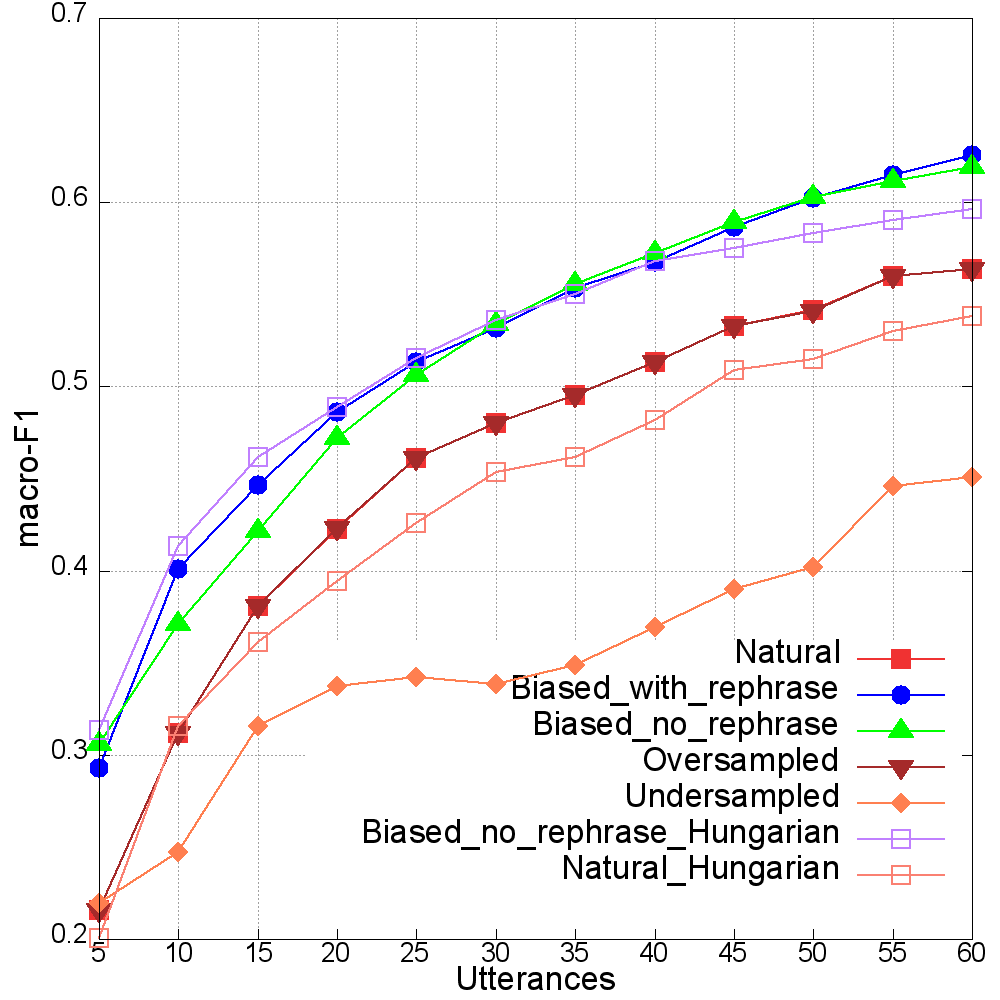 0.7
0.6
0.5
0.4
0.3
0.2
macro-F1
Natural
Biased_with_rephrase
Biased_no_rephrase
Oversampled
Undersampled
Biased_no_rephrase_Hungarian
Natural_Hungarian
5 10 15 20 25 30 35 40 45 50 55 60
Utterances